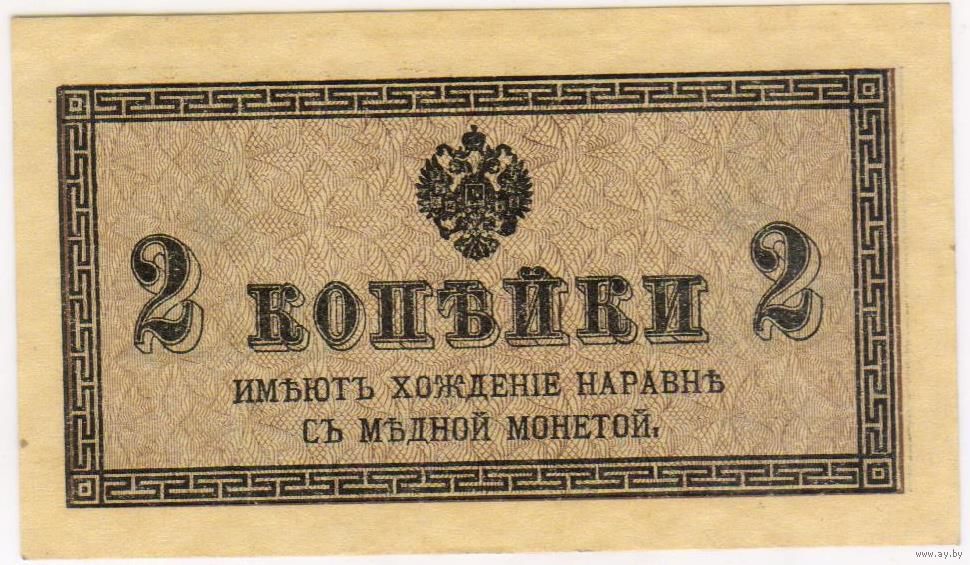 2 КОПѢЙКИ 2
ИМѢЮТЪ ХОЖДЕНІЕ НАРАВНѢ
СЪ МѢДНОЙ МОНЕТОЙ.
www.ay.by